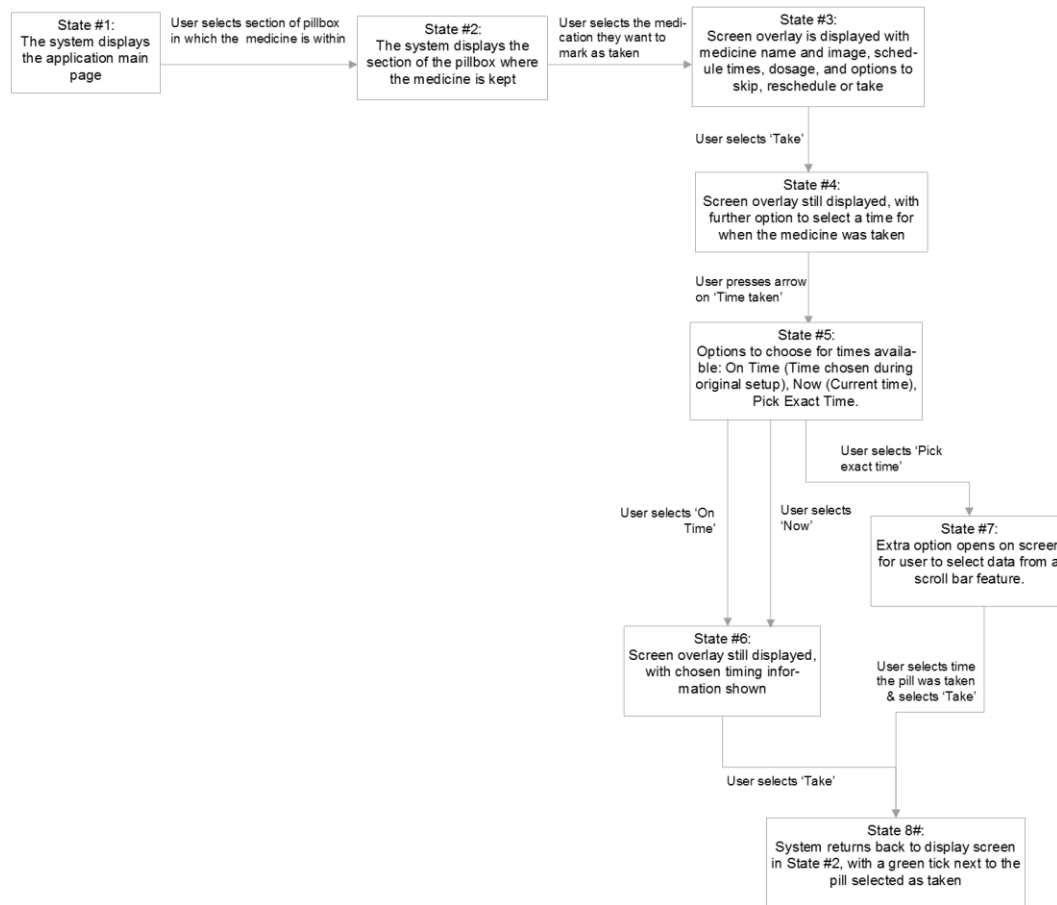 State #1:
The system displays
the application main
page
User selects section of pillbox
in which the medicine is within
State #2:
The system displays the
section of the pillbox where
the medicine is kept
User selects the medi-
cation they want to
mark as taken
State #3:
Screen overlay is displayed with
medicine name and image, sched-
ule times, dosage, and options to
skip, reschedule or take
User selects ‘Take’
State #4:
Screen overlay still displayed, with
further option to select a time for
when the medicine was taken
User presses arrow
on ‘Time taken’
State #5:
Options to choose for times availa-
ble: On Time (Time chosen during
original setup), Now (Current time),
Pick Exact Time.
User selects ‘On
Time’
User selects
‘Now’
User selects ‘Pick
exact time’
State #6:
Screen overlay still displayed,
with chosen timing infor-
mation shown
State #7:
Extra option opens on screen
for user to select data from a
scroll bar feature.
User selects ‘Take’
User selects time
the pill was taken
& selects ‘Take’
State 8#:
System returns back to display screen
in State #2, with a green tick next to the
pill selected as taken